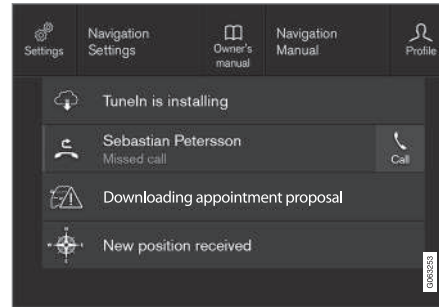 Settings
Navigation
Settings
Owner's
manual
Navigation
Manual
Profile
TuneIn is installing
Sebastian Petersson
Missed call
Call
Downloading appointment proposal
New position received
G063253